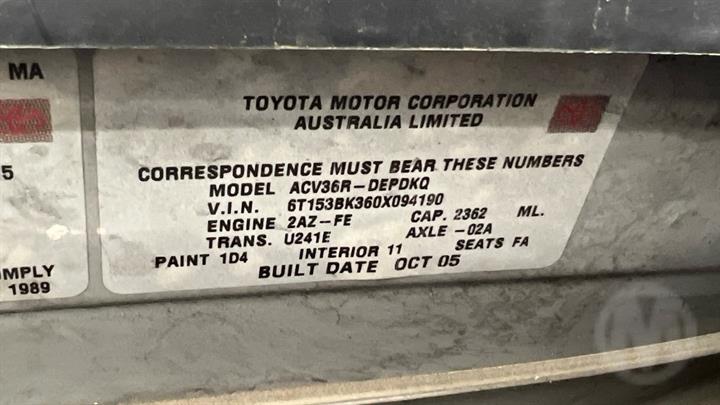 MA
5
OMPLY
1989
TOYOTA MOTOR CORPORATION
AUSTRALIA LIMITED
CORRESPONDENCE MUST BEAR THESE NUMBERS
MODEL ACV36R-DEPDKQ
V.I.N. 6T153BK360X094190
ENGINE 2AZ-FE CAP. 2362 ML.
TRANS. U241E AXLE -02A
PAINT 1D4 INTERIOR 11 SEATS FA
BUILT DATE OCT 05
M